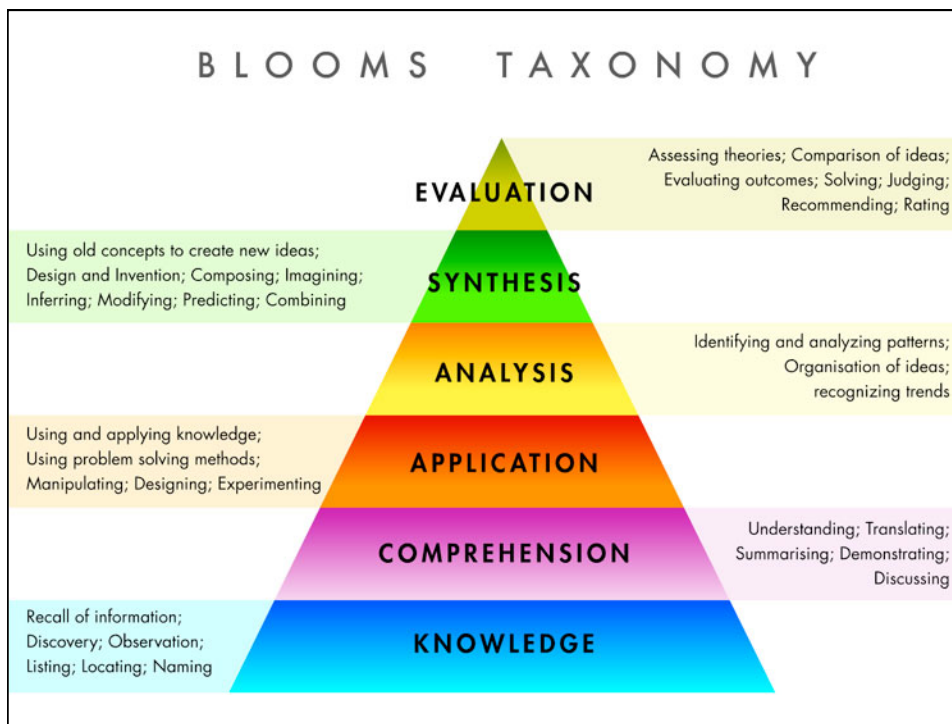 BLOOMS TAXONOMY
EVALUATION
Assessing theories; Comparison of ideas;
Evaluating outcomes; Solving; Judging;
Recommending; Rating
Using old concepts to create new ideas;
Design and Invention; Composing; Imagining;
Inferring; Modifying; Predicting; Combining
SYNTHESIS
ANALYSIS
Identifying and analyzing patterns;
Organisation of ideas;
recognizing trends
Using and applying knowledge;
Using problem solving methods;
Manipulating; Designing; Experimenting
APPLICATION
COMPREHENSION
Understanding; Translating;
Summarising; Demonstrating;
Discussing
Recall of information;
Discovery; Observation;
Listing; Locating; Naming
KNOWLEDGE